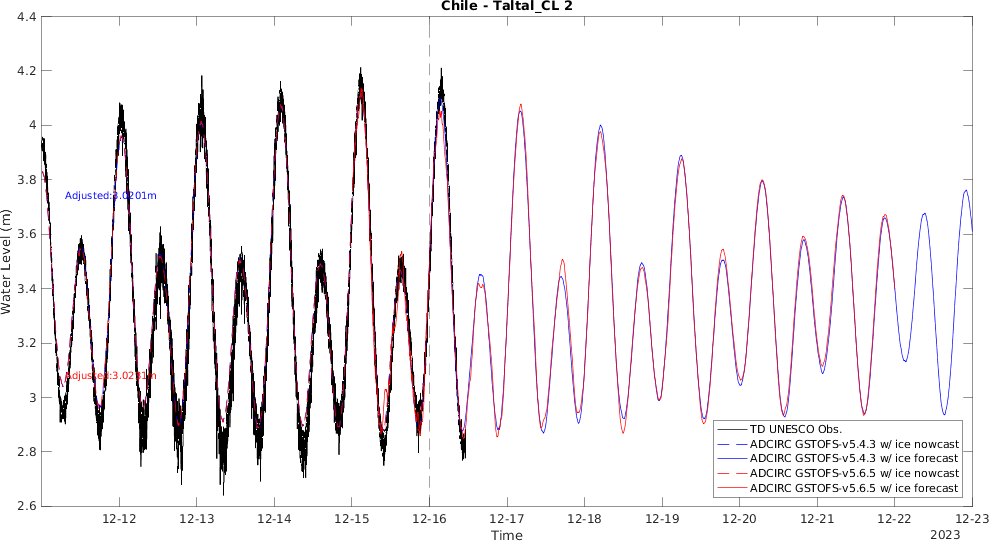 Chile - Taltal_CL 2
4.4
4.2
4
3.8
3.6
3.4
3.2
3
2.8
2.6
Water Level (m)
Adjusted:3.0201m
Adjusted:3.0231m
TD UNESCO Obs.
ADCIRC GSTOFS-v5.4.3 w/ ice nowcast
ADCIRC GSTOFS-v5.4.3 w/ ice forecast
ADCIRC GSTOFS-v5.6.5 w/ ice nowcast
ADCIRC GSTOFS-v5.6.5 w/ ice forecast
12-12 12-13 12-14 12-15 12-16 12-17 12-18 12-19 12-20 12-21 12-22 12-23
Time
2023